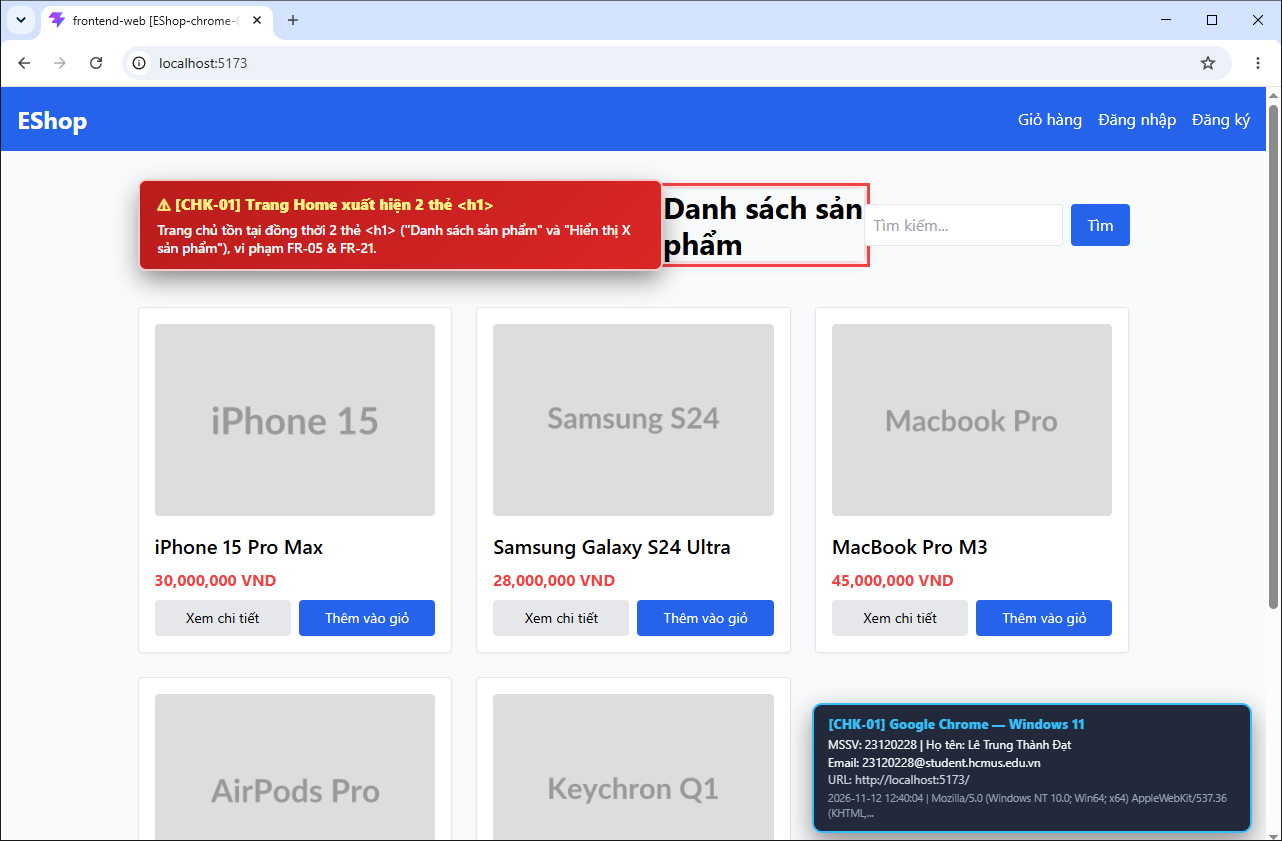 frontend-web [EShop-chrome-
localhost:5173
EShop
Giỏ hàng
Đăng nhập
Đăng ký
⚠ [CHK-01] Trang Home xuất hiện 2 thẻ <h1>
Trang chủ tồn tại đồng thời 2 thẻ <h1> ("Danh sách sản phẩm" và "Hiển thị X
sản phẩm"), vi phạm FR-05 & FR-21.
Danh sách sản
phẩm
Tìm kiếm...
Tìm
iPhone 15
Samsung S24
Macbook Pro
iPhone 15 Pro Max
Samsung Galaxy S24 Ultra
MacBook Pro M3
30,000,000 VND
28,000,000 VND
45,000,000 VND
Xem chi tiết
Thêm vào giỏ
Xem chi tiết
Thêm vào giỏ
Xem chi tiết
Thêm vào giỏ
AirPods Pro
Keychron Q1
[CHK-01] Google Chrome — Windows 11
MSSV: 23120228 | Họ tên: Lê Trung Thành Đạt
Email: 23120228@student.hcmus.edu.vn
URL: http://localhost:5173/
2026-11-12 12:40:04 | Mozilla/5.0 (Windows NT 10.0; Win64; x64) AppleWebKit/537.36
(KHTML,...